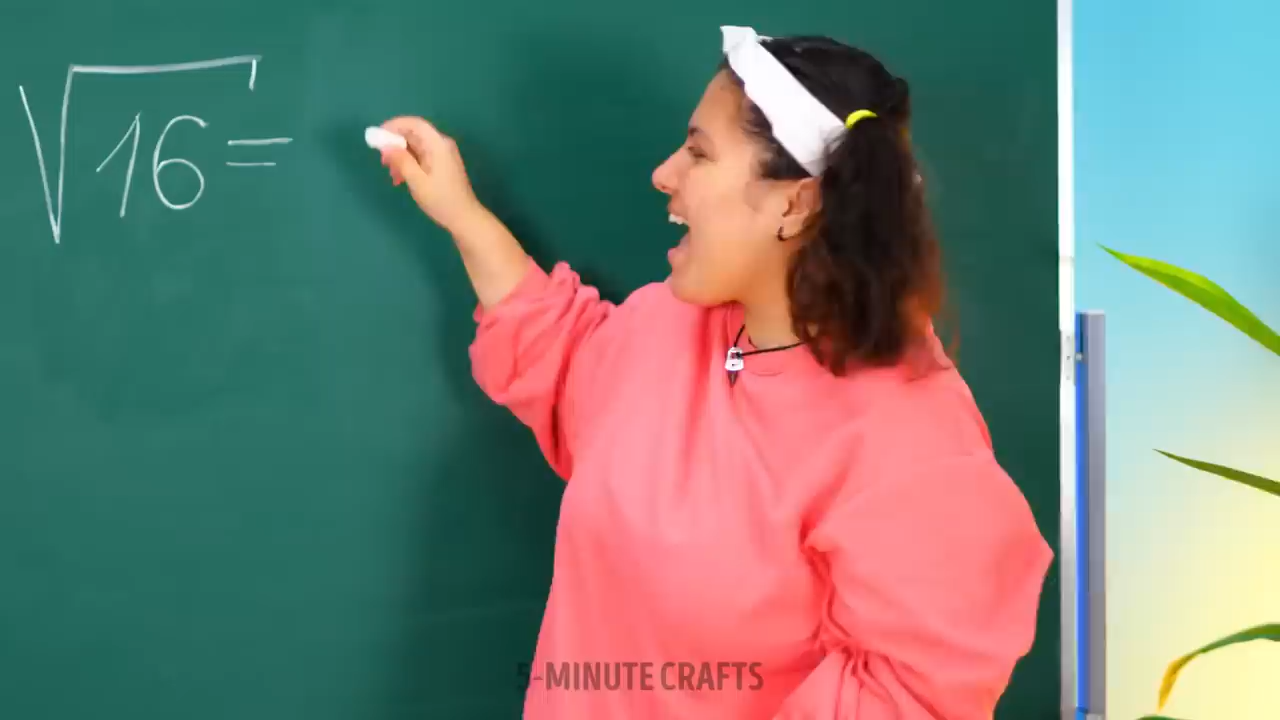 √16 =
5-MINUTE CRAFTS